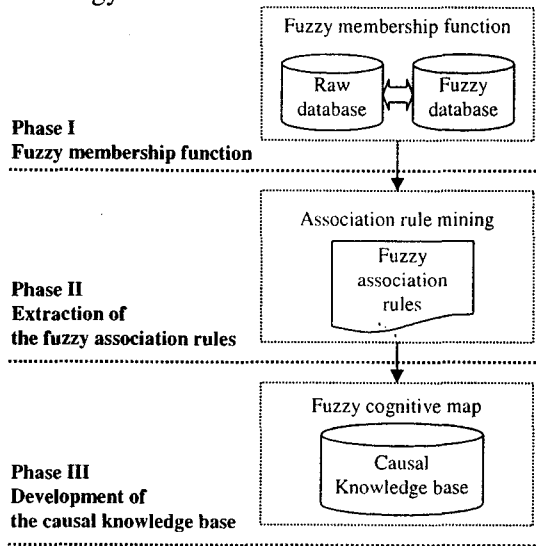 Fuzzy membership function
Raw
database
Fuzzy
database
Phase I
Fuzzy membership function
Association rule mining
Fuzzy
association
rules
Phase II
Extraction of
the fuzzy association rules
Fuzzy cognitive map
Causal
Knowledge base
Phase III
Development of
the causal knowledge base